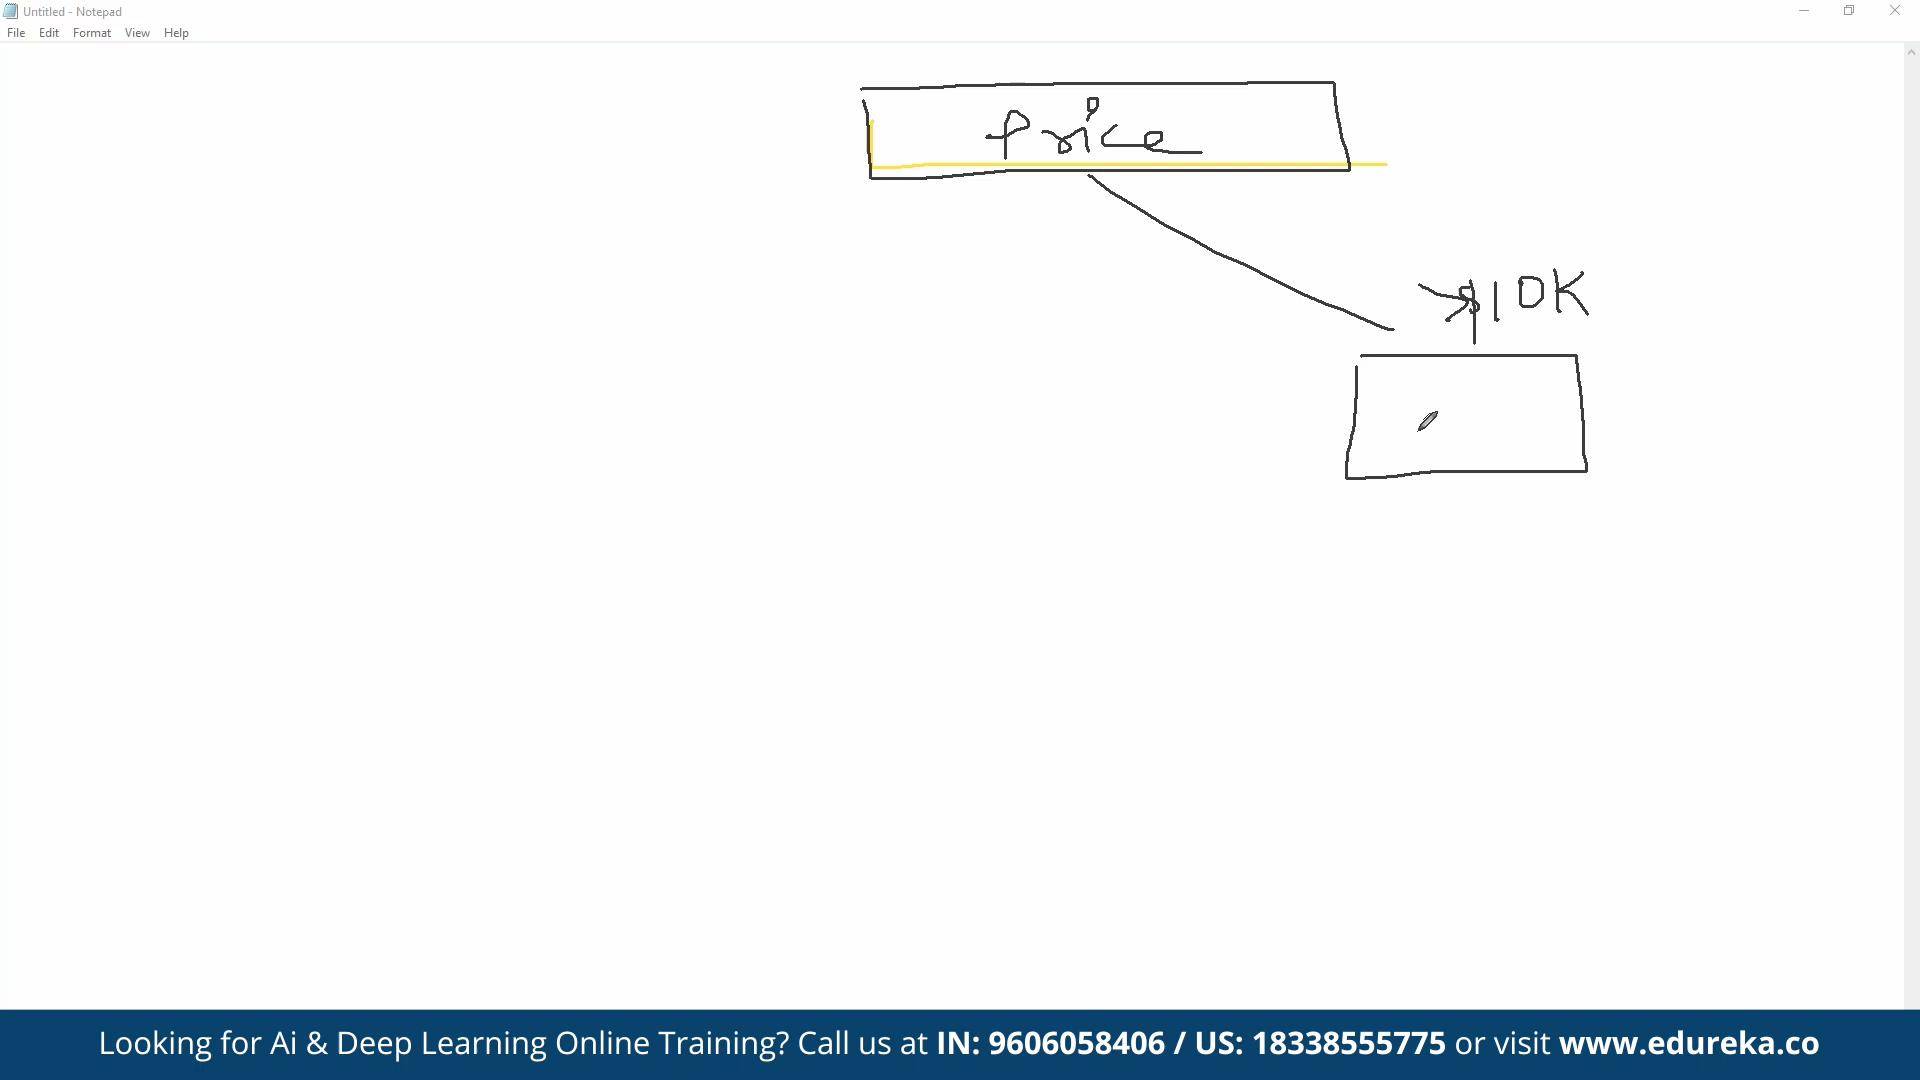 Untitled - Notepad
File Edit Format View Help
Price
$10K
Looking for Ai & Deep Learning Online Training? Call us at IN: 9606058406 / US: 18338555775 or visit www.edureka.co